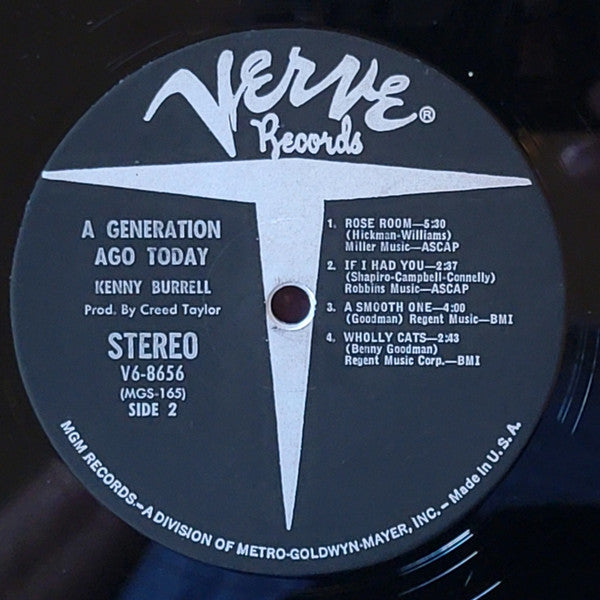 VERVE®
Records
A GENERATION
AGO TODAY
KENNY BURRELL
Prod. By Creed Taylor
STEREO
V6-8656
(MGS-165)
SIDE 2
1. ROSE ROOM—5:30
(Hickman-Williams)
Miller Music—ASCAP
2. IF I HAD YOU—2:37
(Shapiro-Campbell-Connelly)
Robbins Music—ASCAP
3. A SMOOTH ONE—4:00
(Goodman) Regent Music—BMI
4. WHOLLY CATS—2:43
(Benny Goodman)
Regent Music Corp.—BMI
MGM RECORDS.—A DIVISION OF METRO-GOLDWYN-MAYER, INC. — Made In U.S.A.